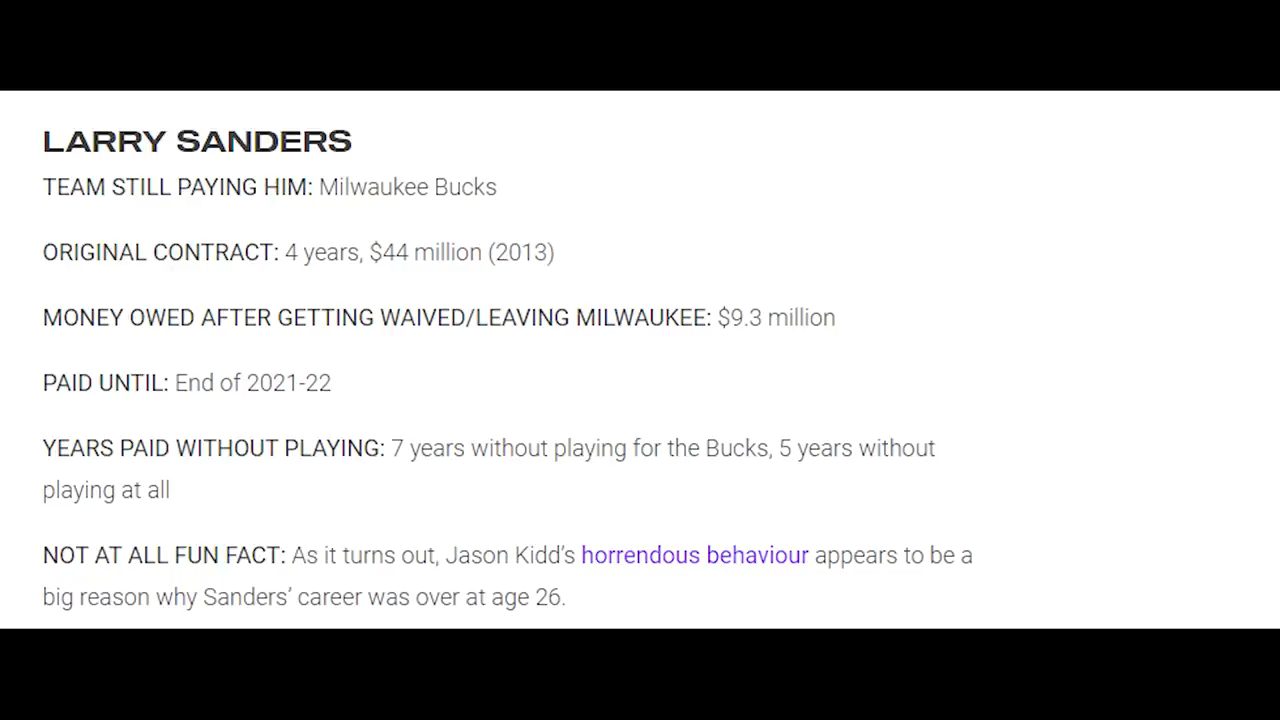 LARRY SANDERS
TEAM STILL PAYING HIM: Milwaukee Bucks
ORIGINAL CONTRACT: 4 years, $44 million (2013)
MONEY OWED AFTER GETTING WAIVED/LEAVING MILWAUKEE: $9.3 million
PAID UNTIL: End of 2021-22
YEARS PAID WITHOUT PLAYING: 7 years without playing for the Bucks, 5 years without
playing at all
NOT AT ALL FUN FACT: As it turns out, Jason Kidd’s horrendous behaviour appears to be a
big reason why Sanders’ career was over at age 26.